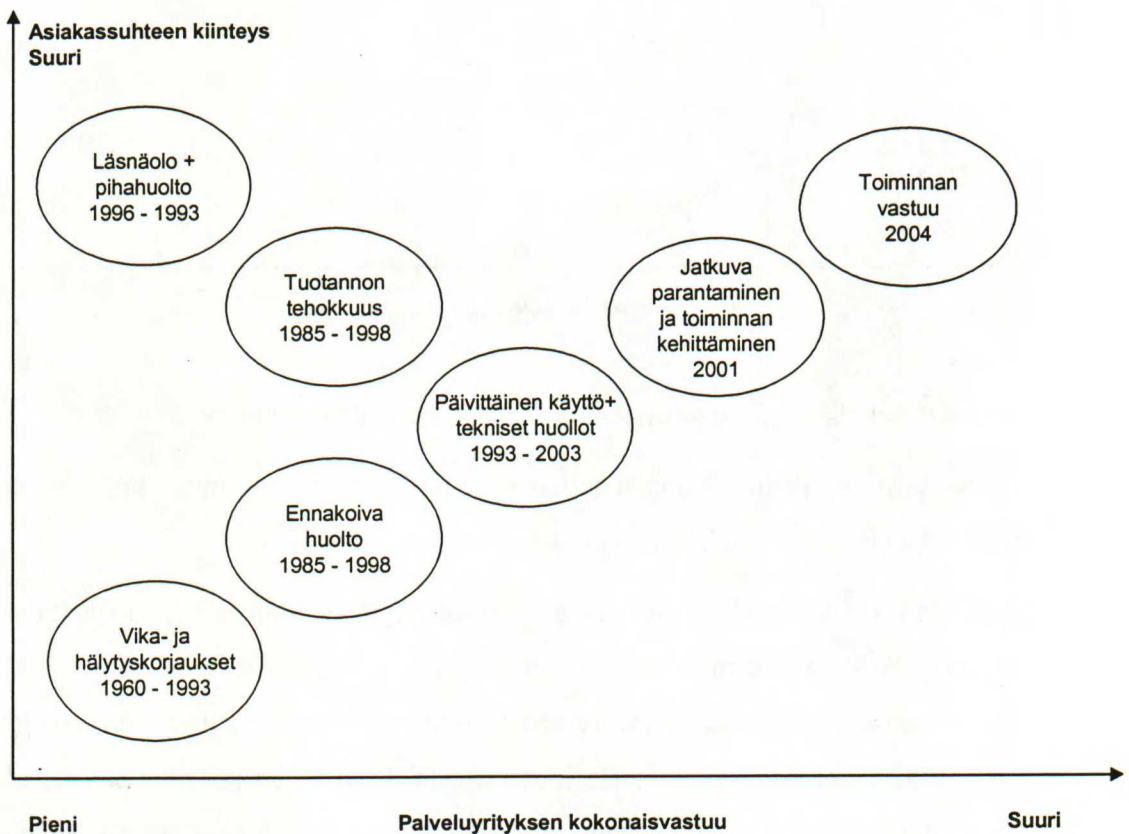 Asiakassuhteen kiinteys
Suuri
Läsnäolo +
pihahuolto
1996 - 1993
Toiminnan
vastuu
2004
Tuotannon
tehokkuus
1985 - 1998
Jatkuva
parantaminen
ja toiminnan
kehittäminen
2001
Päivittäinen käyttö+
tekniset huollot
1993 - 2003
Ennakoiva
huolto
1985 - 1998
Vika- ja
hälytyskorjaukset
1960 - 1993
Pieni
Palveluyrityksen kokonaisvastuu
Suuri